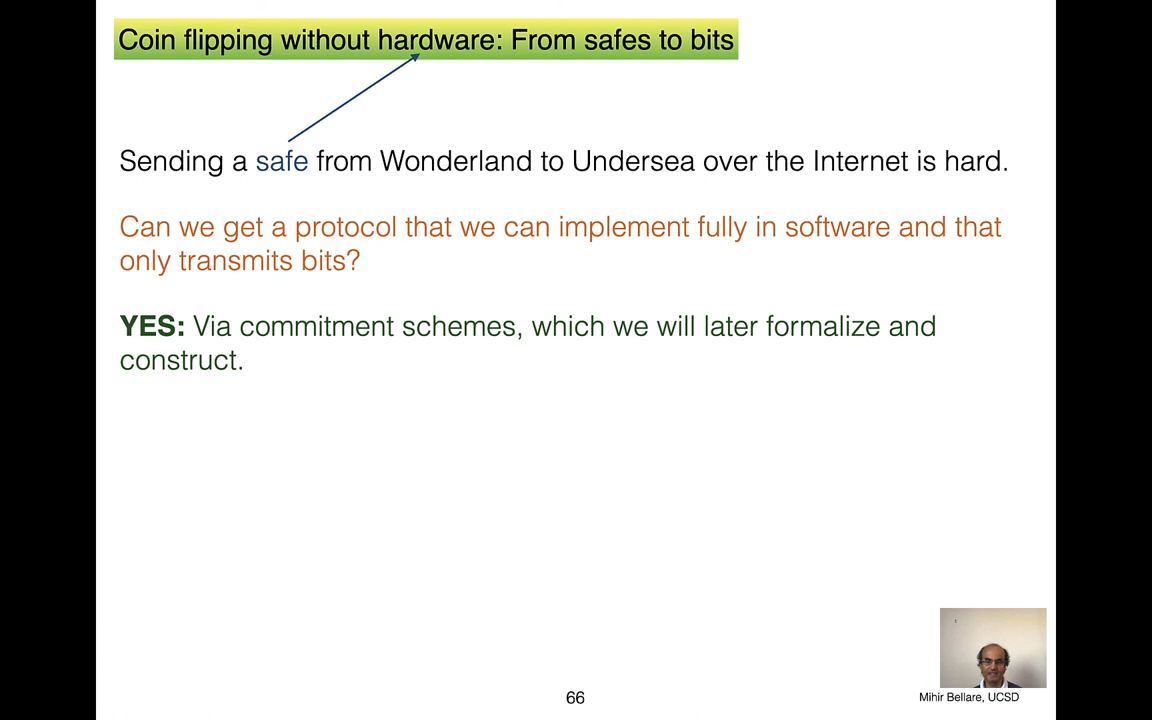 Coin flipping without hardware: From safes to bits
Sending a safe from Wonderland to Undersea over the Internet is hard.
Can we get a protocol that we can implement fully in software and that
only transmits bits?
YES: Via commitment schemes, which we will later formalize and
construct.
66
Mihir Bellare, UCSD